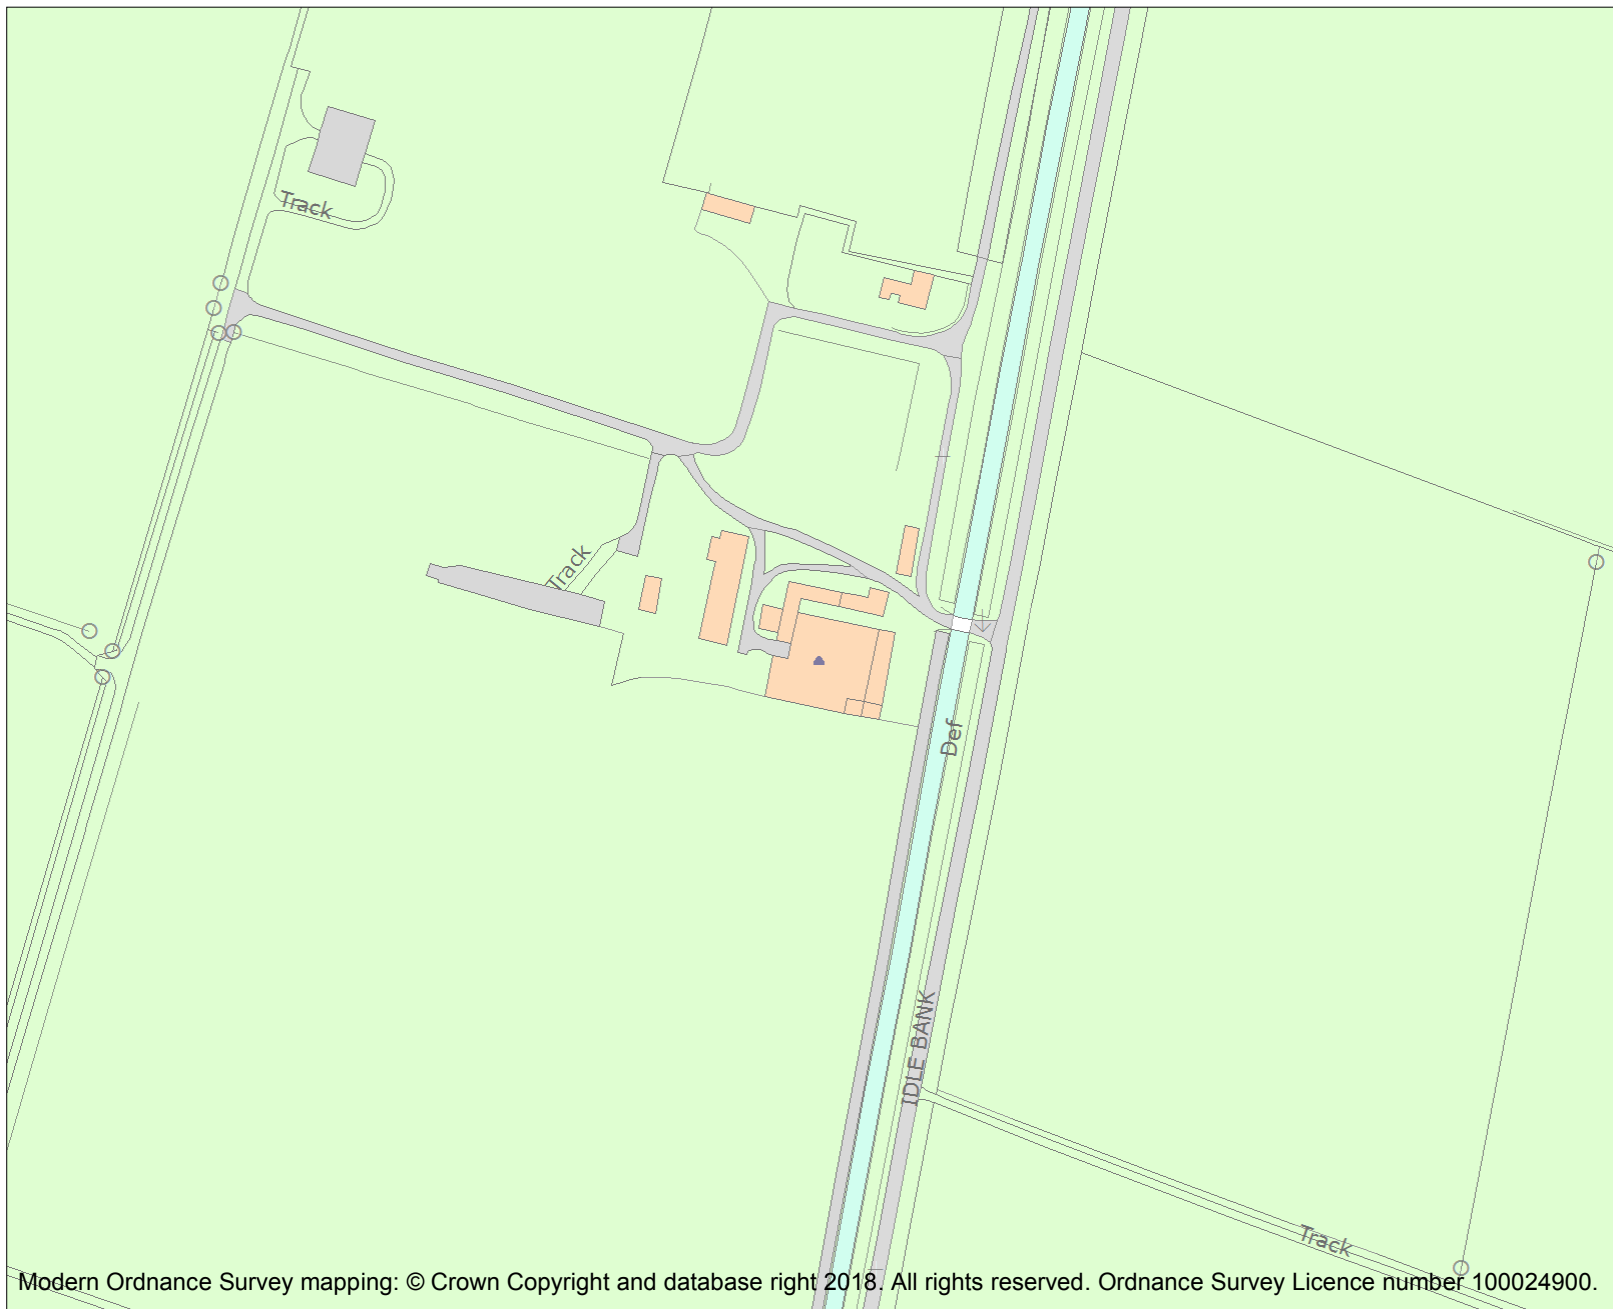 Track
Track
Def
IDLE BANK
Track
Modern Ordnance Survey mapping: © Crown Copyright and database right 2018. All rights reserved. Ordnance Survey Licence number 100024900.